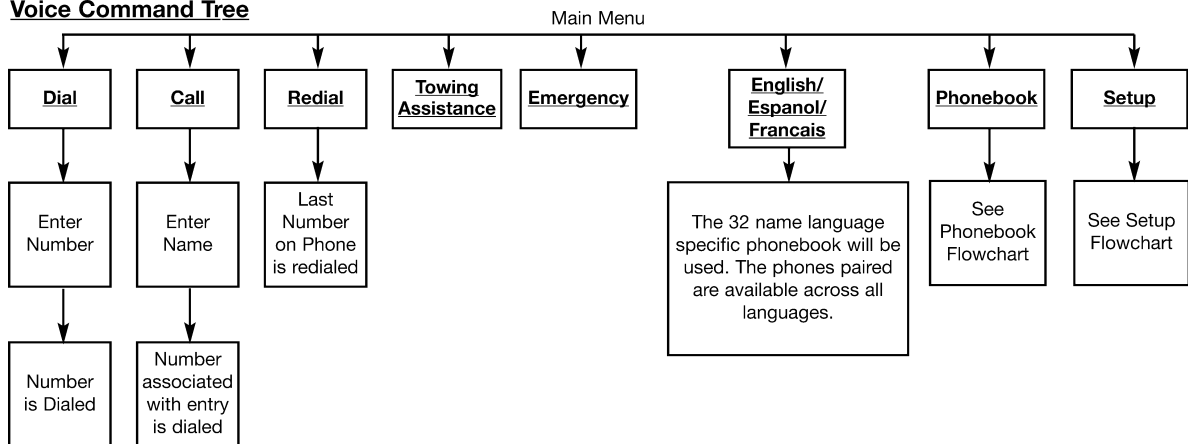 Voice Command Tree
Main Menu
Dial
Call
Redial
Towing
Assistance
Emergency
English/
Espanol/
Francais
Phonebook
Setup
Enter
Number
Enter
Name
Last
Number
on Phone
is redialed
The 32 name language
specific phonebook will be
used. The phones paired
are available across all
languages.
See
Phonebook
Flowchart
See Setup
Flowchart
Number
is Dialed
Number
associated
with entry
is dialed